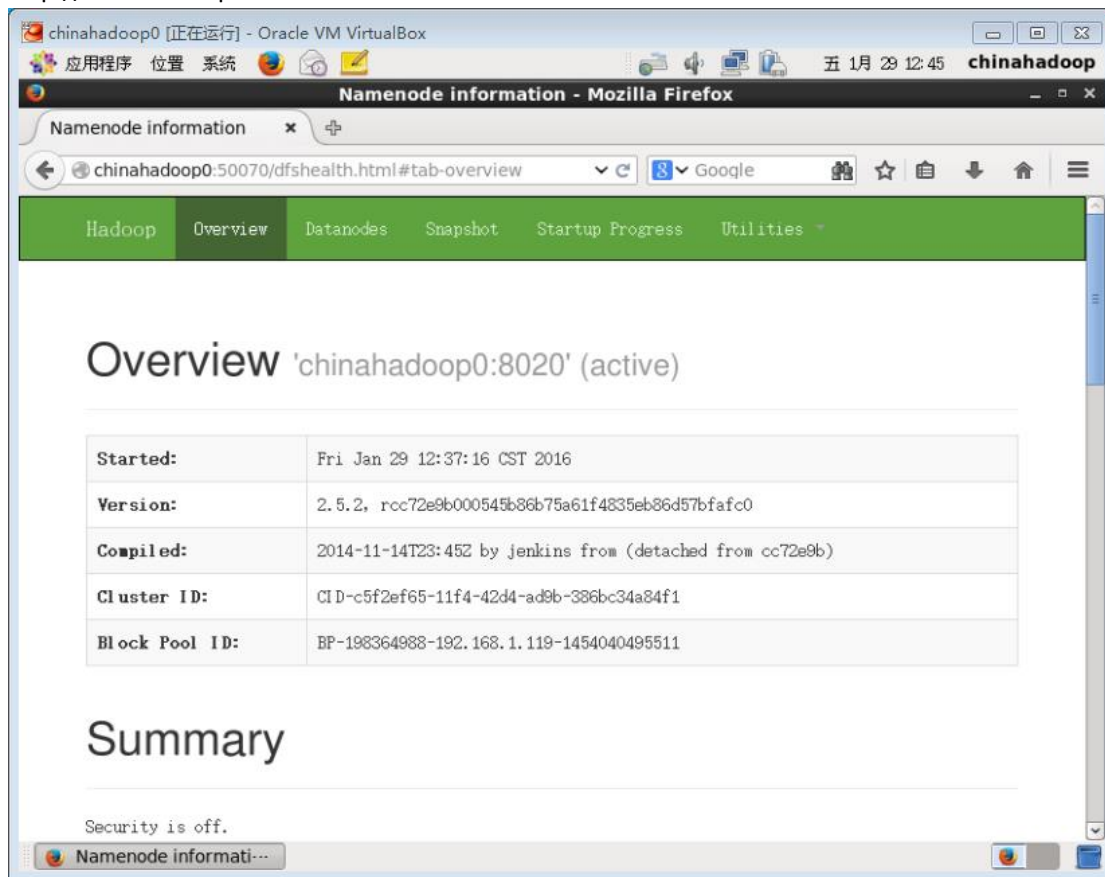 chinahadoop0 [正在运行] - Oracle VM VirtualBox
应用程序 位置 系统 五 1月 29 12:45 chinahadoop
Namenode information - Mozilla Firefox
Namenode information
chinahadoop0:50070/dfshealth.html#tab-overview Google
Hadoop Overview Datanodes Snapshot Startup Progress Utilities
Overview 'chinahadoop0:8020' (active)
Started: Fri Jan 29 12:37:16 CST 2016
Version: 2.5.2, rcc72e9b000545b86b75a61f4835eb86d57bfafc0
Compiled: 2014-11-14T23:45Z by jenkins from (detached from cc72e9b)
Cluster ID: CID-c5f2ef65-11f4-42d4-ad9b-386bc34a84f1
Block Pool ID: BP-198364988-192.168.1.119-1454040495511
Summary
Security is off.
Namenode informati···